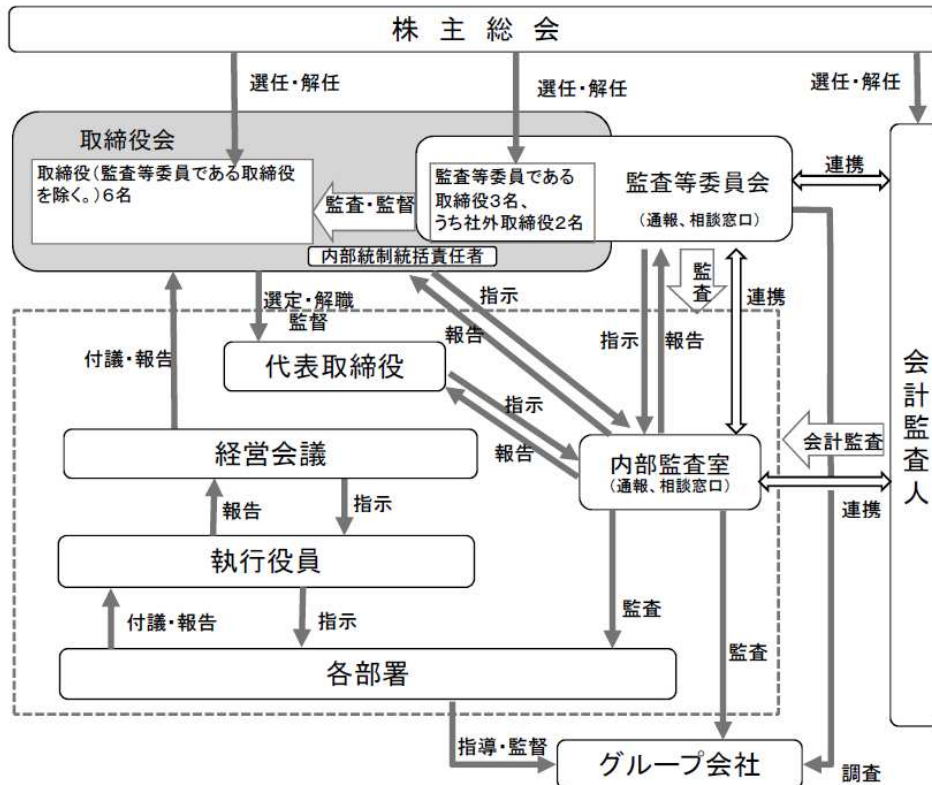 株主総会
選任・解任
選任・解任
選任・解任
取締役会
取締役(監査等委員である取締役
を除く。)6名
監査・監督
監査等委員である
取締役3名、
うち社外取締役2名
監査等委員会
(通報、相談窓口)
連携
内部統制統括責任者
選定・解職
監督
指示
報告
指示
報告
監査
連携
付議・報告
代表取締役
指示
報告
会計監査人
会計監査
経営会議
内部監査室
(通報、相談窓口)
連携
報告
指示
執行役員
付議・報告
指示
監査
監査
各部署
指導・監督
グループ会社
調査